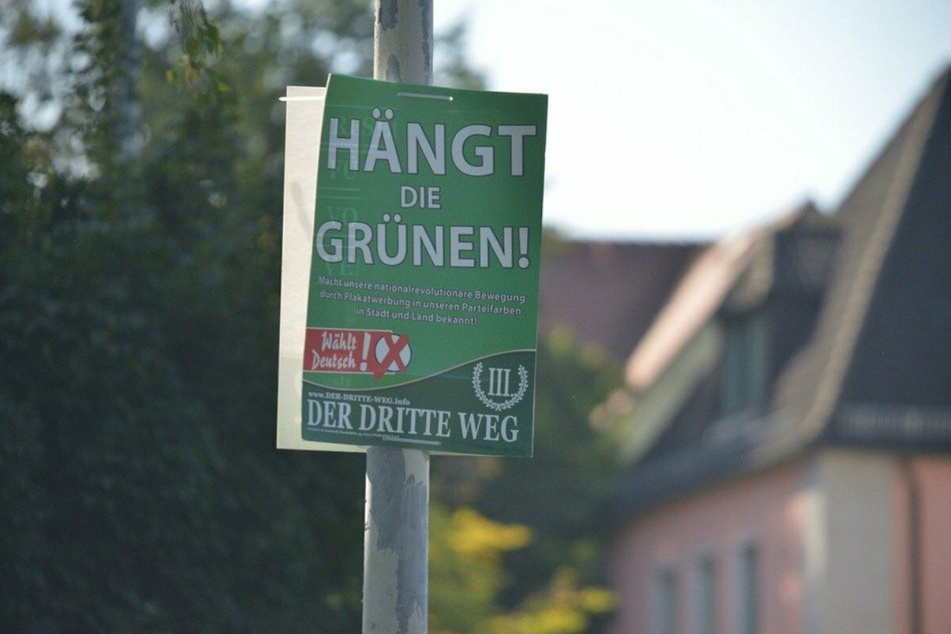 HÄNGT
DIE
GRÜNEN!
Macht unsere nationalrevolutionäre Bewegung
durch Plakatwerbung in unseren Parteifarben
in Stadt und Land bekannt!
Wählt
Deutsch!
www.DER-DRITTE-WEG.info
III
DER DRITTE WEG